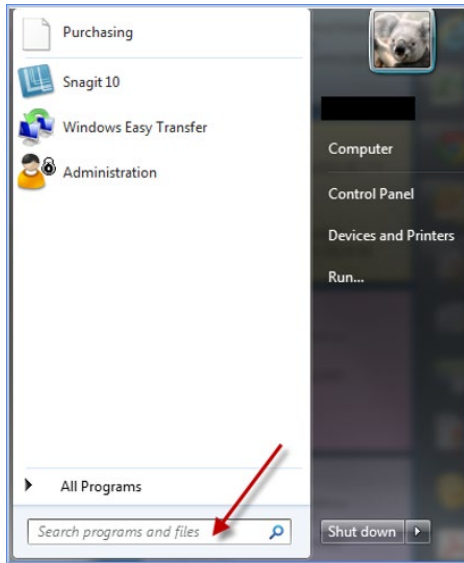 Purchasing
Snagit 10
Windows Easy Transfer
Administration
All Programs
Search programs and files
Computer
Control Panel
Devices and Printers
Run...
Shut down